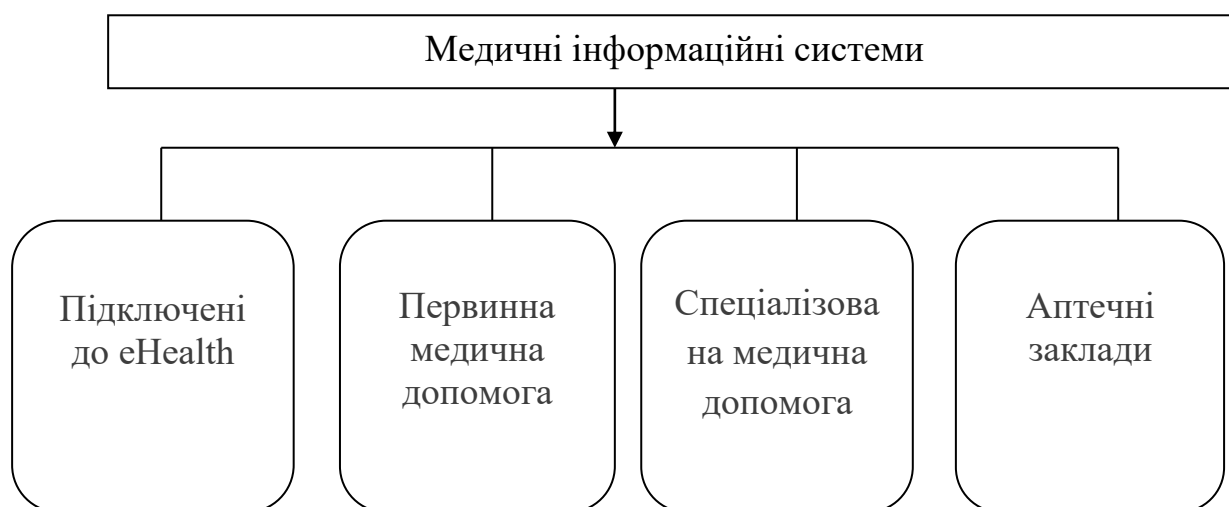 Медичні інформаційні системи
Підключені
до eHealth
Первинна
медична
допомога
Спеціалізова
на медична
допомога
Аптечні
заклади